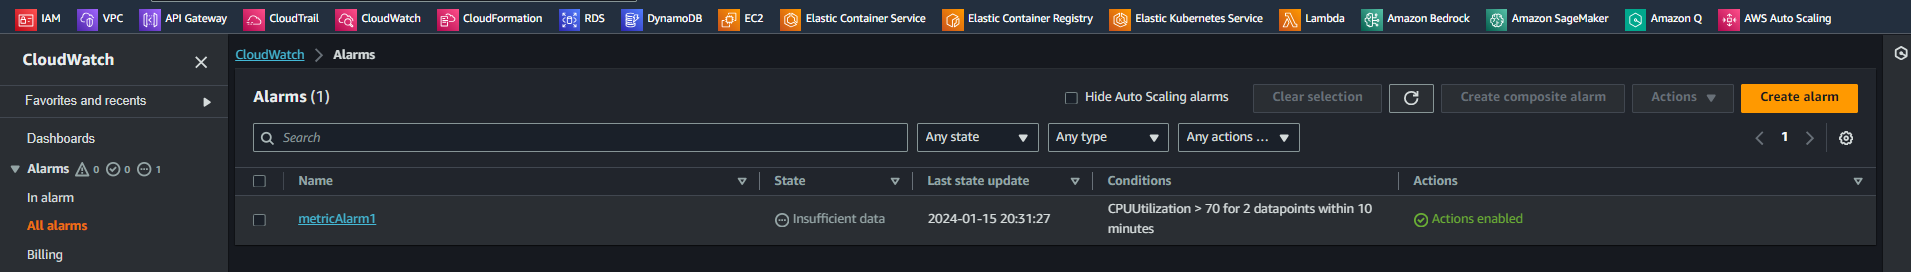 IAM VPC API Gateway CloudTrail CloudWatch CloudFormation RDS DynamoDB EC2 Elastic Container Service Elastic Container Registry Elastic Kubernetes Service Lambda Amazon Bedrock Amazon SageMaker Amazon Q AWS Auto Scaling
CloudWatch
Favorites and recents
Dashboards
Alarms 0 0 1
In alarm
All alarms
Billing
CloudWatch Alarms
Alarms (1)
Hide Auto Scaling alarms Clear selection Create composite alarm Actions Create alarm
Search Any state Any type Any actions ... 1
Name State Last state update Conditions Actions
metricAlarm1 Insufficient data 2024-01-15 20:31:27 CPUUtilization > 70 for 2 datapoints within 10
minutes Actions enabled